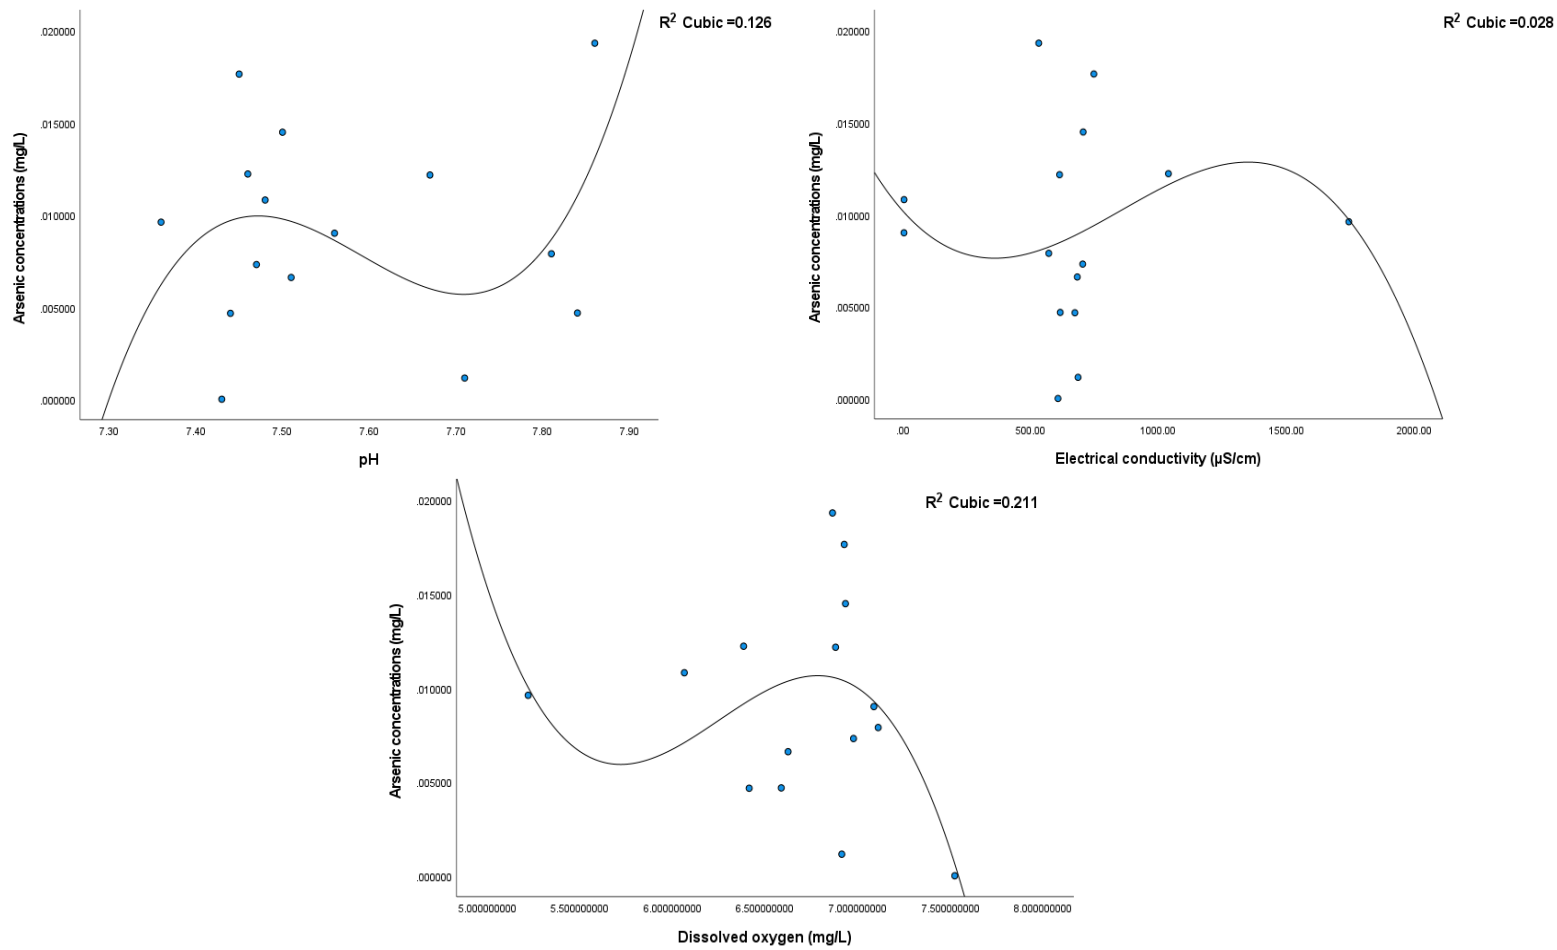 R² Cubic =0.126
.020000
.015000
.010000
.005000
.000000
Arsenic concentrations (mg/L)
7.30 7.40 7.50 7.60 7.70 7.80 7.90
pH
R² Cubic =0.028
.020000
.015000
.010000
.005000
.000000
Arsenic concentrations (mg/L)
.00 500.00 1000.00 1500.00 2000.00
Electrical conductivity (µS/cm)
R² Cubic =0.211
.020000
.015000
.010000
.005000
.000000
Arsenic concentrations (mg/L)
5.000000000 5.500000000 6.000000000 6.500000000 7.000000000 7.500000000 8.000000000
Dissolved oxygen (mg/L)